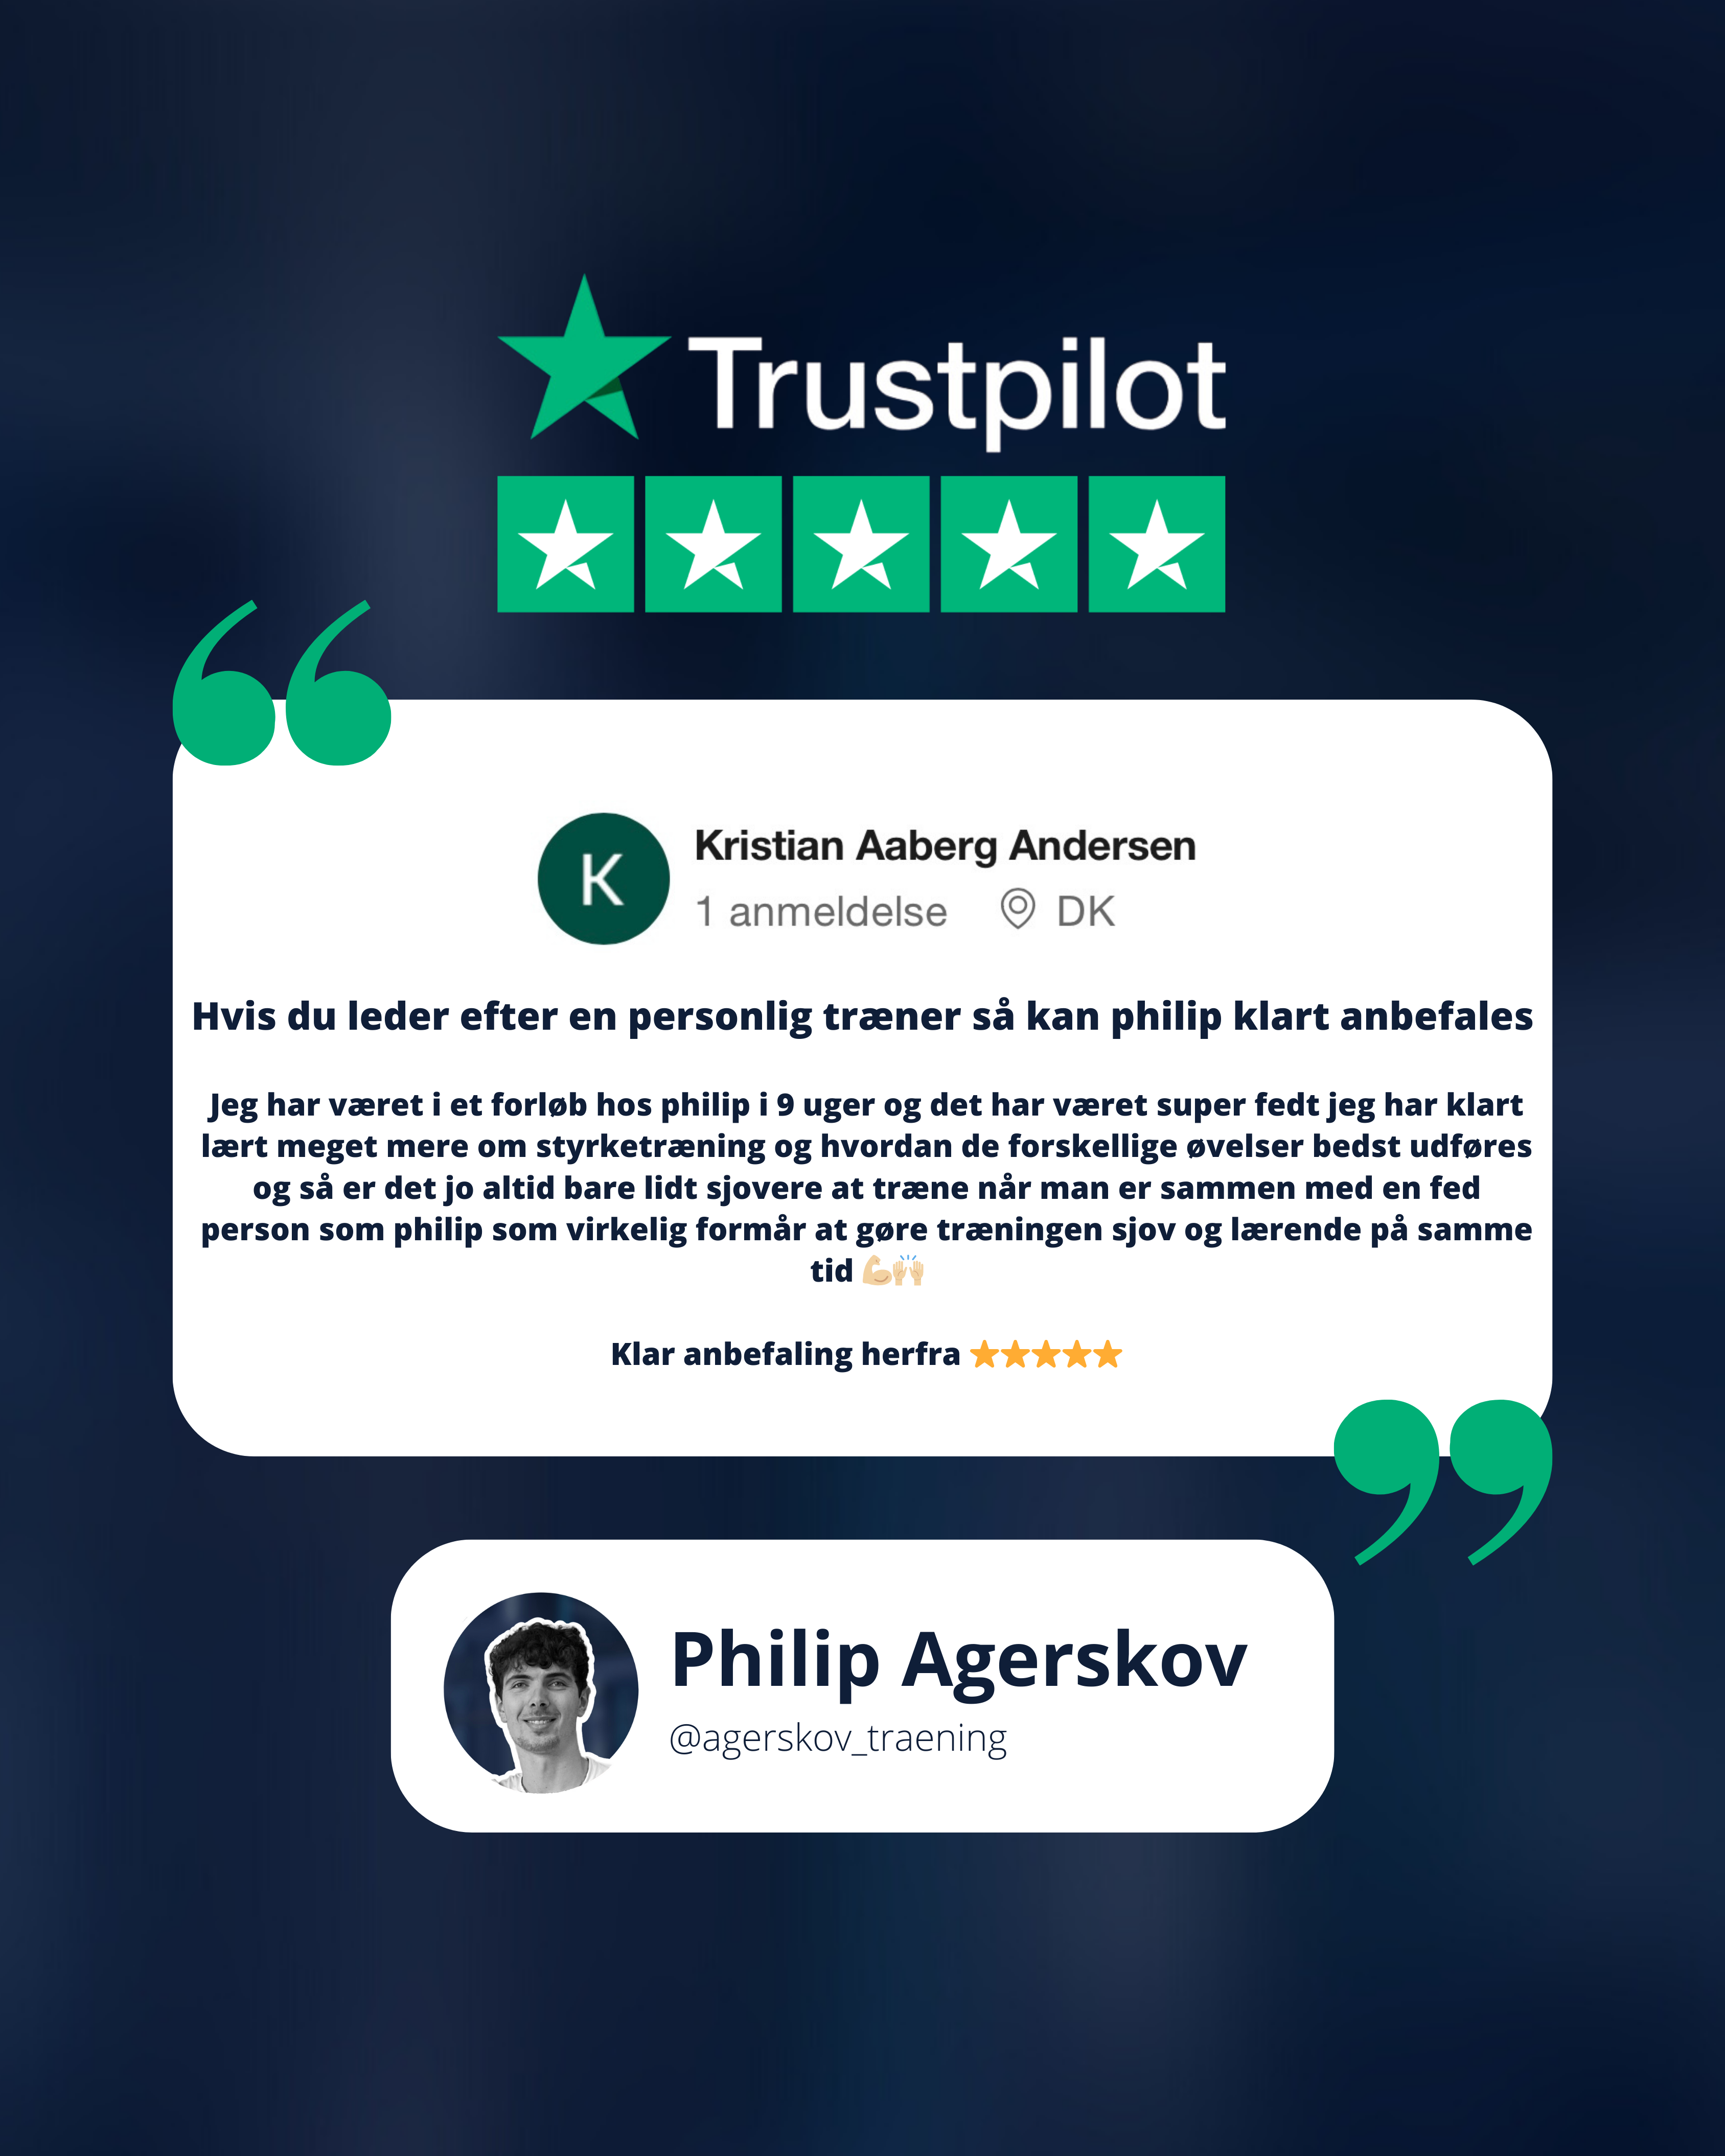 Trustpilot
K
Kristian Aaberg Andersen
1 anmeldelse DK
Hvis du leder efter en personlig træner så kan philip klart anbefales
Jeg har været i et forløb hos philip i 9 uger og det har været super fedt jeg har klart
lært meget mere om styrketræning og hvordan de forskellige øvelser bedst udføres
og så er det jo altid bare lidt sjovere at træne når man er sammen med en fed
person som philip som virkelig formår at gøre træningen sjov og lærende på samme
tid 💪🏼🙌🏼
Klar anbefaling herfra ⭐⭐⭐⭐⭐
Philip Agerskov
@agerskov_traening